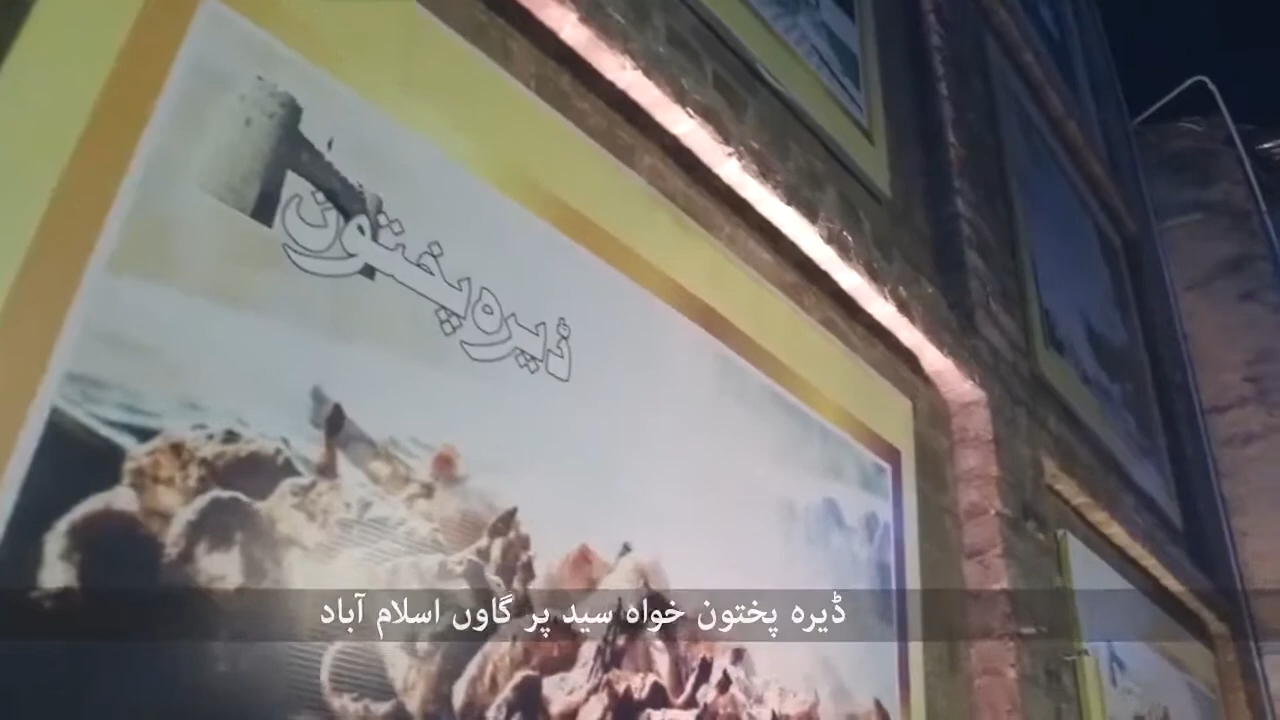 ڈیرہ پختون
ڈیرہ پختون خواہ سید پر گاوں اسلام آباد